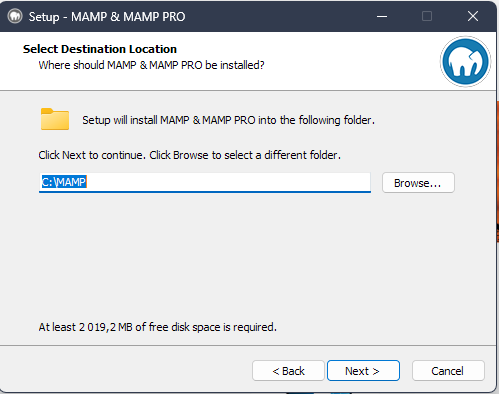 Setup - MAMP & MAMP PRO
Select Destination Location
Where should MAMP & MAMP PRO be installed?
Setup will install MAMP & MAMP PRO into the following folder.
Click Next to continue. Click Browse to select a different folder.
C:\MAMP
Browse...
At least 2 019,2 MB of free disk space is required.
< Back
Next >
Cancel